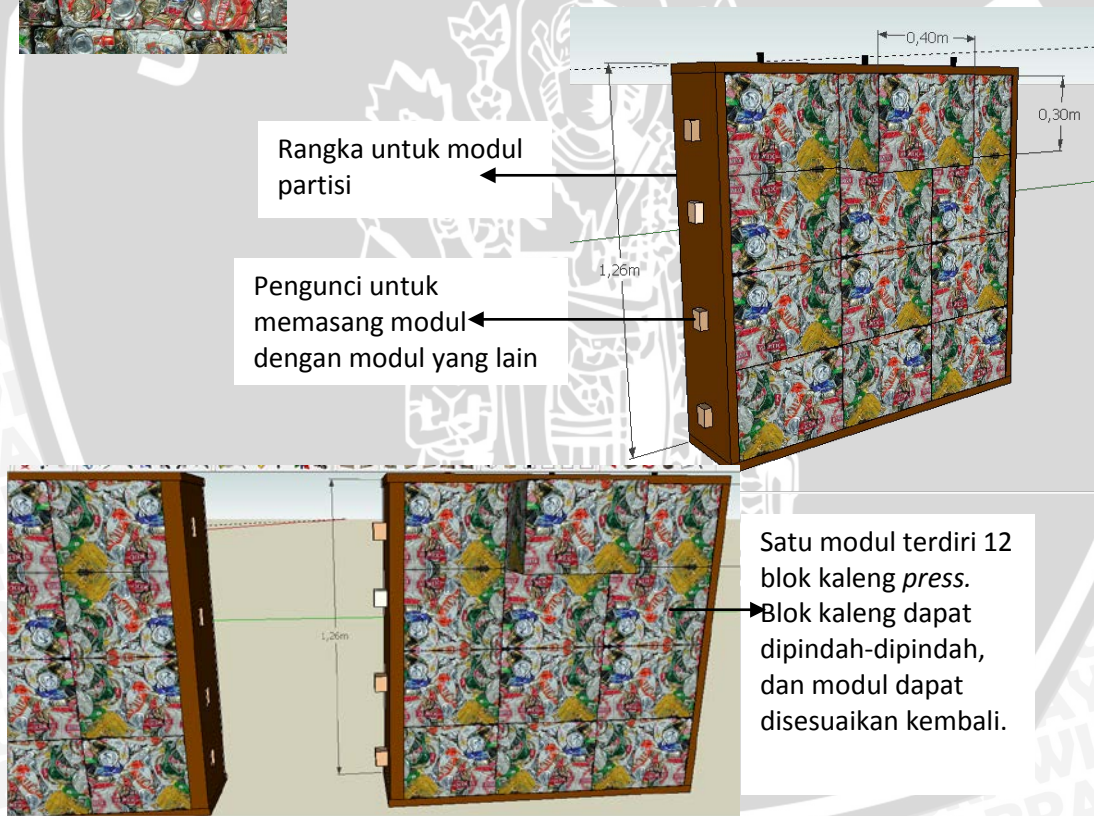 0,40m
0,30m
Rangka untuk modul
partisi
1,26m
Pengunci untuk
memasang modul
dengan modul yang lain
1,26m
Satu modul terdiri 12
blok kaleng press.
Blok kaleng dapat
dipindah-dipindah,
dan modul dapat
disesuaikan kembali.